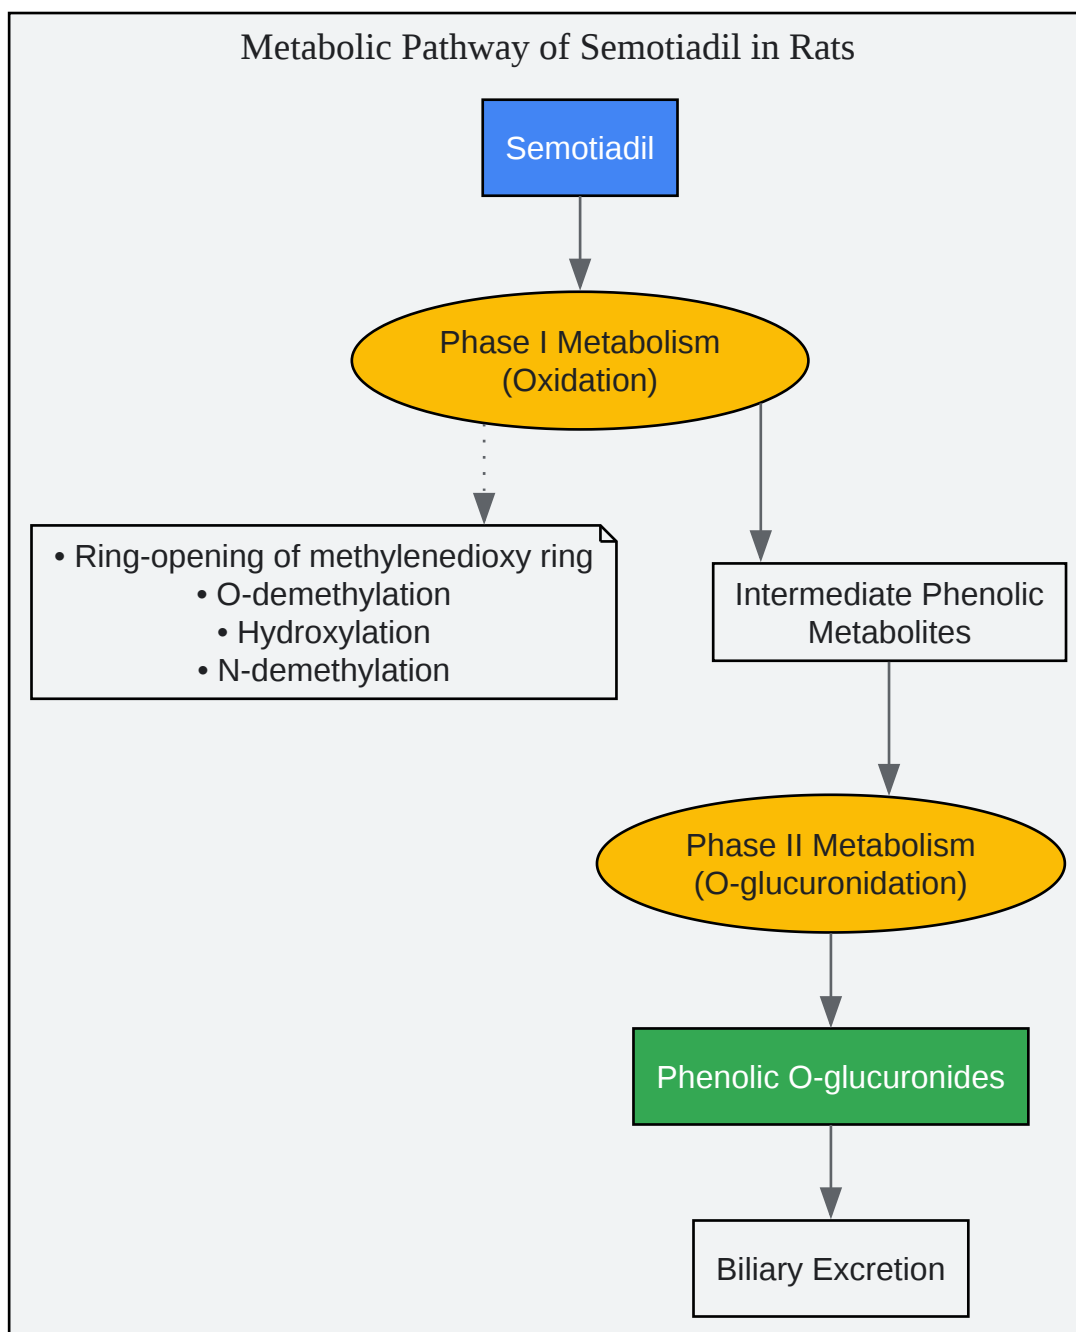 Metabolic Pathway of Semotiadil in Rats
Semotiadil
Phase I Metabolism
(Oxidation)
• Ring-opening of methylenedioxy ring
• O-demethylation
• Hydroxylation
• N-demethylation
Intermediate Phenolic
Metabolites
Phase II Metabolism
(O-glucuronidation)
Phenolic O-glucuronides
Biliary Excretion